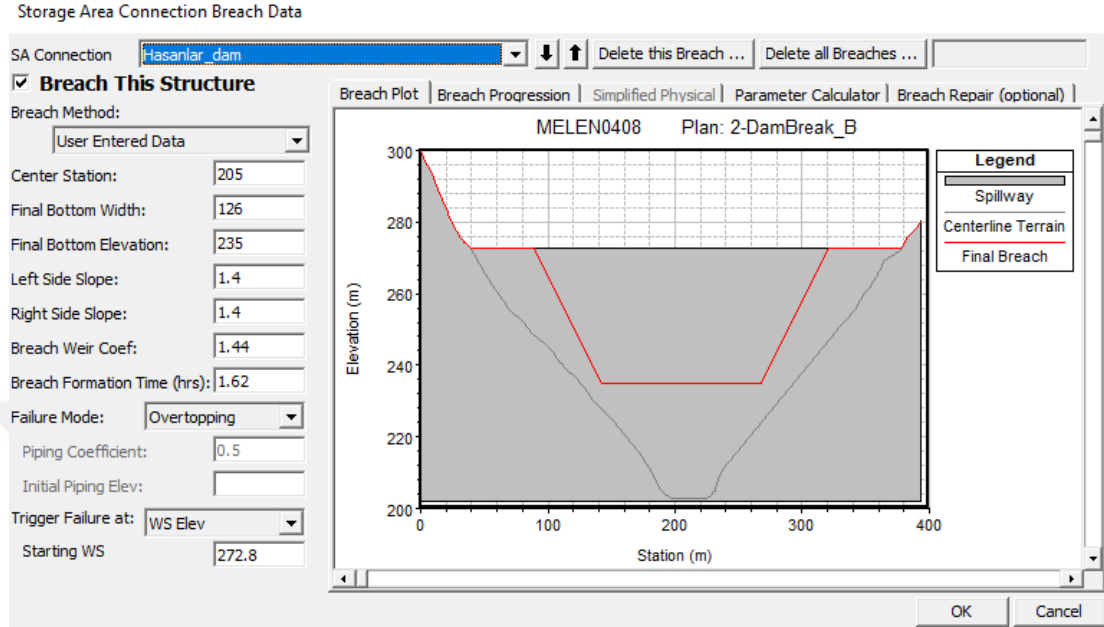 Storage Area Connection Breach Data
SA Connection Hasanlar_dam Delete this Breach ... Delete all Breaches ...
Breach This Structure
Breach Method:
User Entered Data
Center Station: 205
Final Bottom Width: 126
Final Bottom Elevation: 235
Left Side Slope: 1.4
Right Side Slope: 1.4
Breach Weir Coef: 1.44
Breach Formation Time (hrs): 1.62
Failure Mode: Overtopping
Piping Coefficient: 0.5
Initial Piping Elev:
Trigger Failure at: WS Elev
Starting WS 272.8
Breach Plot Breach Progression Simplified Physical Parameter Calculator Breach Repair (optional)
MELEN0408 Plan: 2-DamBreak_B
300
280
260
240
220
200
Elevation (m)
0 100 200 300 400
Station (m)
Legend
Spillway
Centerline Terrain
Final Breach
OK Cancel